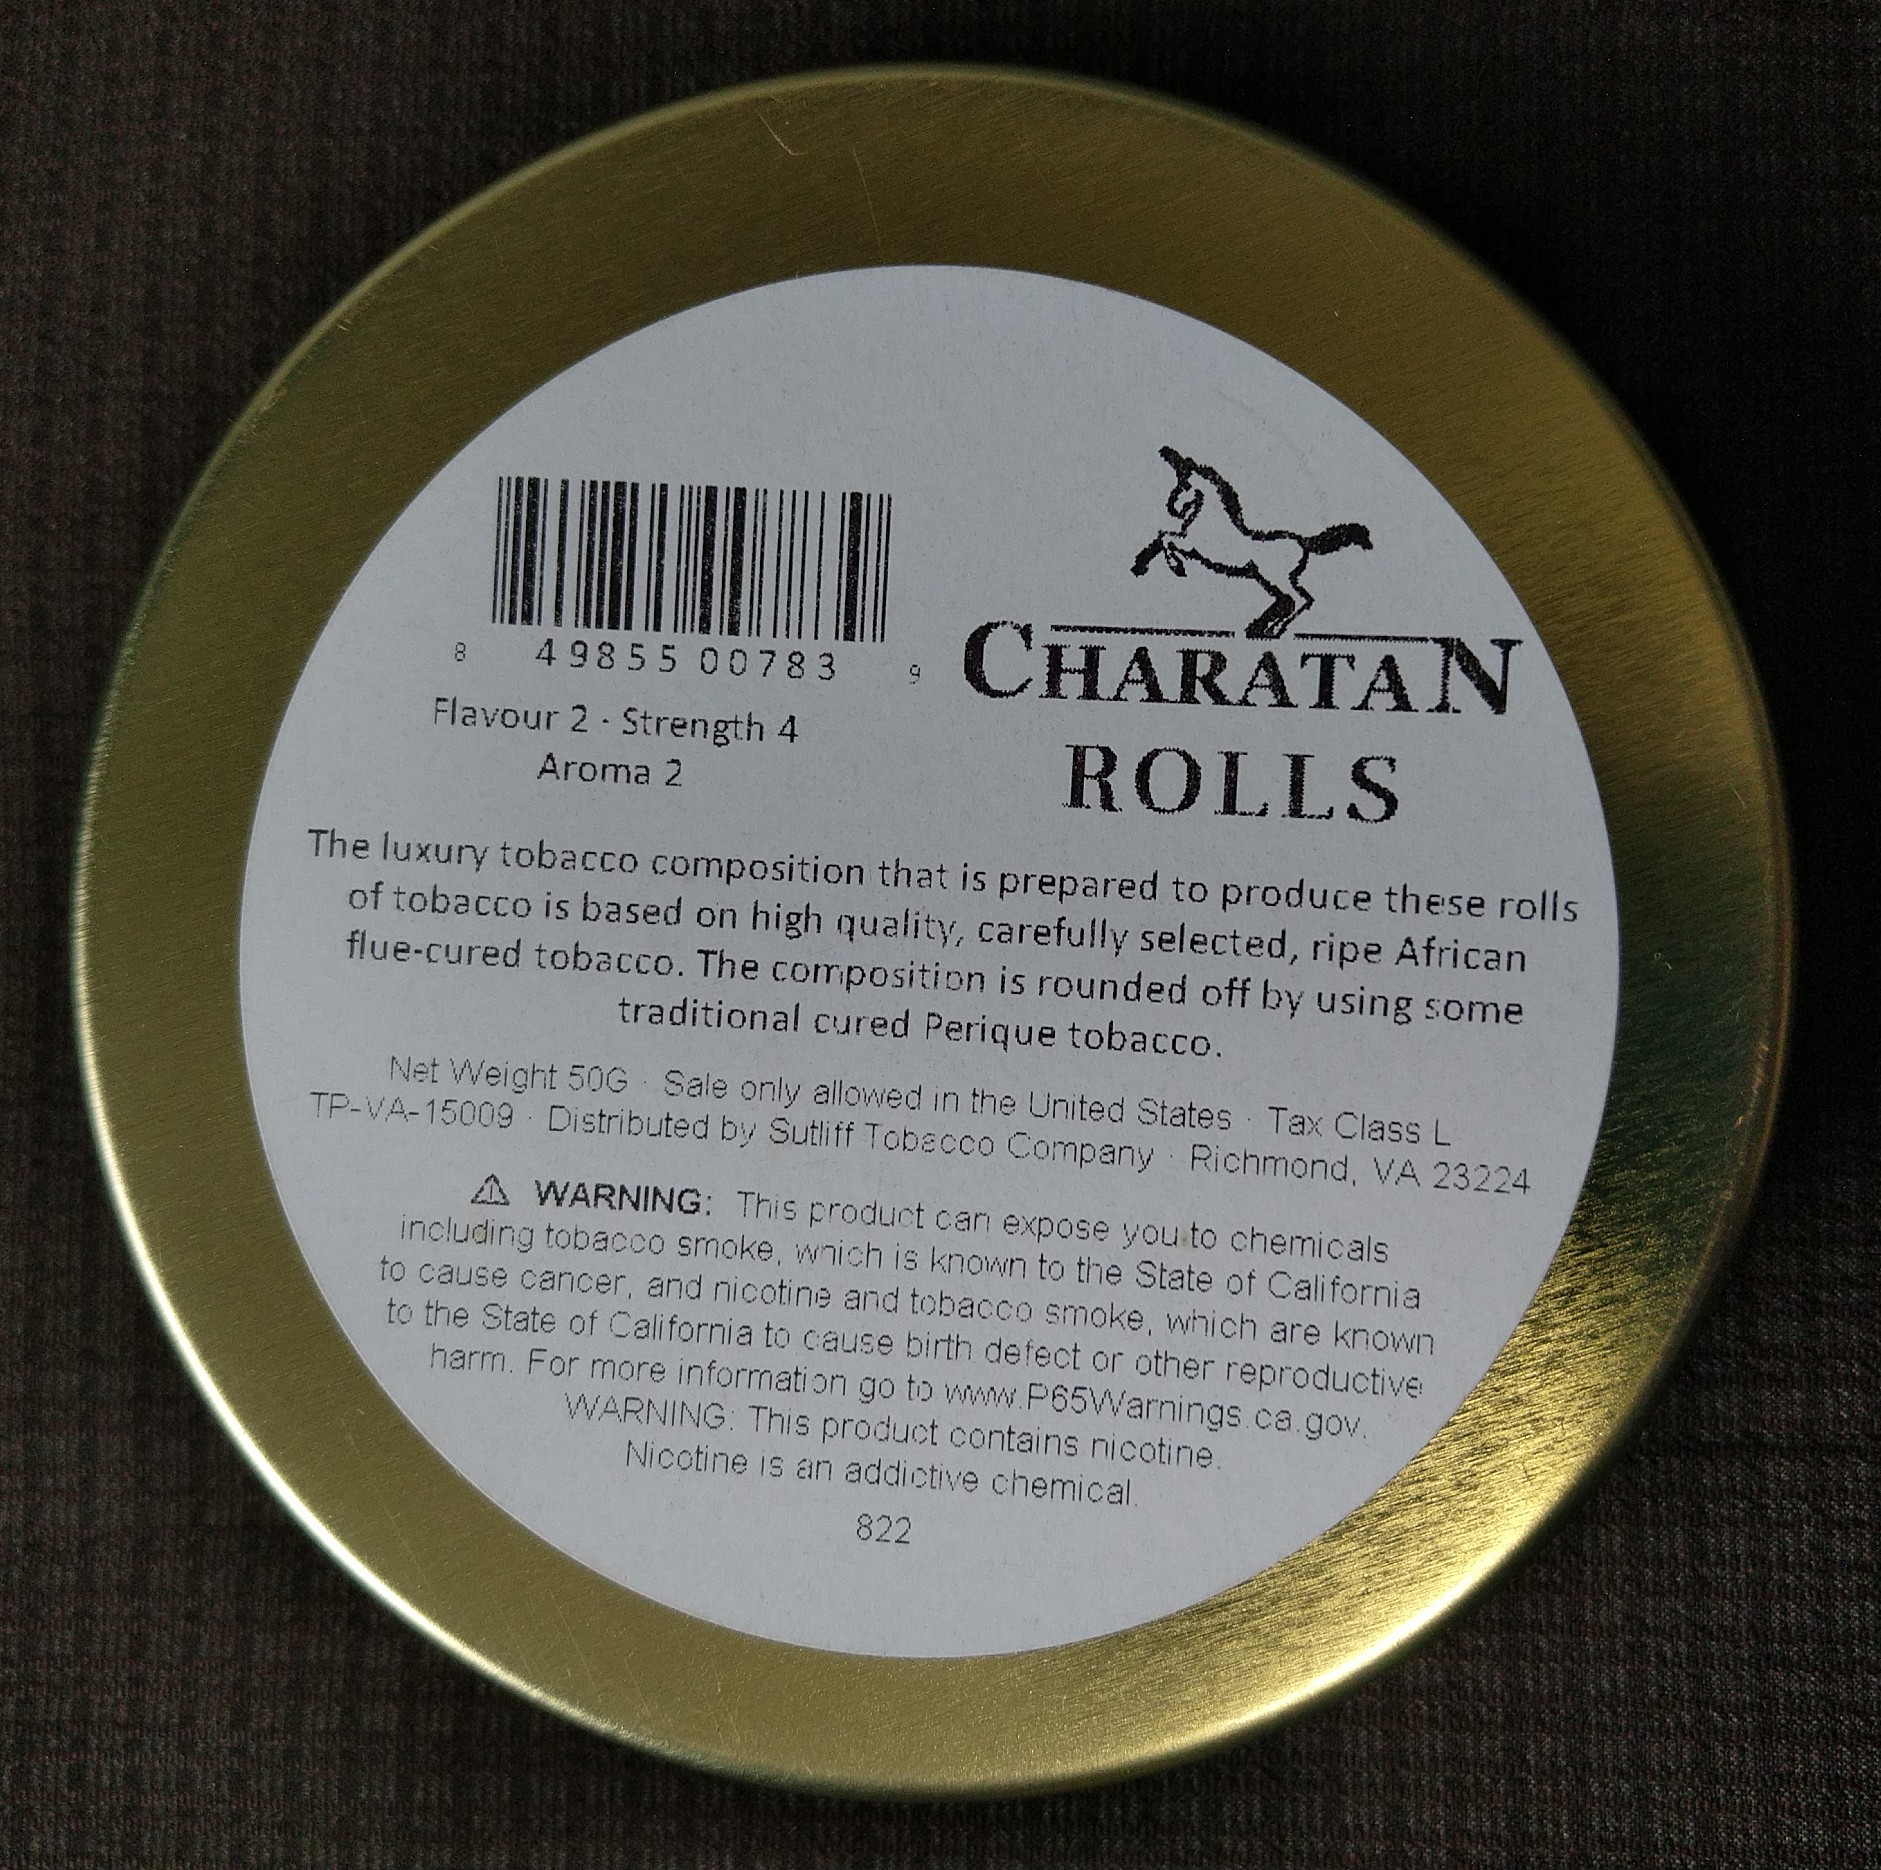 8 49855 00783 9
Flavour 2 · Strength 4
Aroma 2
CHARATAN
ROLLS
The luxury tobacco composition that is prepared to produce these rolls
of tobacco is based on high quality, carefully selected, ripe African
flue-cured tobacco. The composition is rounded off by using some
traditional cured Perique tobacco.
Net Weight 50G · Sale only allowed in the United States · Tax Class L
TP-VA-15009 · Distributed by Sutliff Tobacco Company · Richmond, VA 23224
⚠ WARNING: This product can expose you to chemicals
including tobacco smoke, which is known to the State of California
to cause cancer, and nicotine and tobacco smoke, which are known
to the State of California to cause birth defect or other reproductive
harm. For more information go to www.P65Warnings.ca.gov.
WARNING: This product contains nicotine.
Nicotine is an addictive chemical.
822